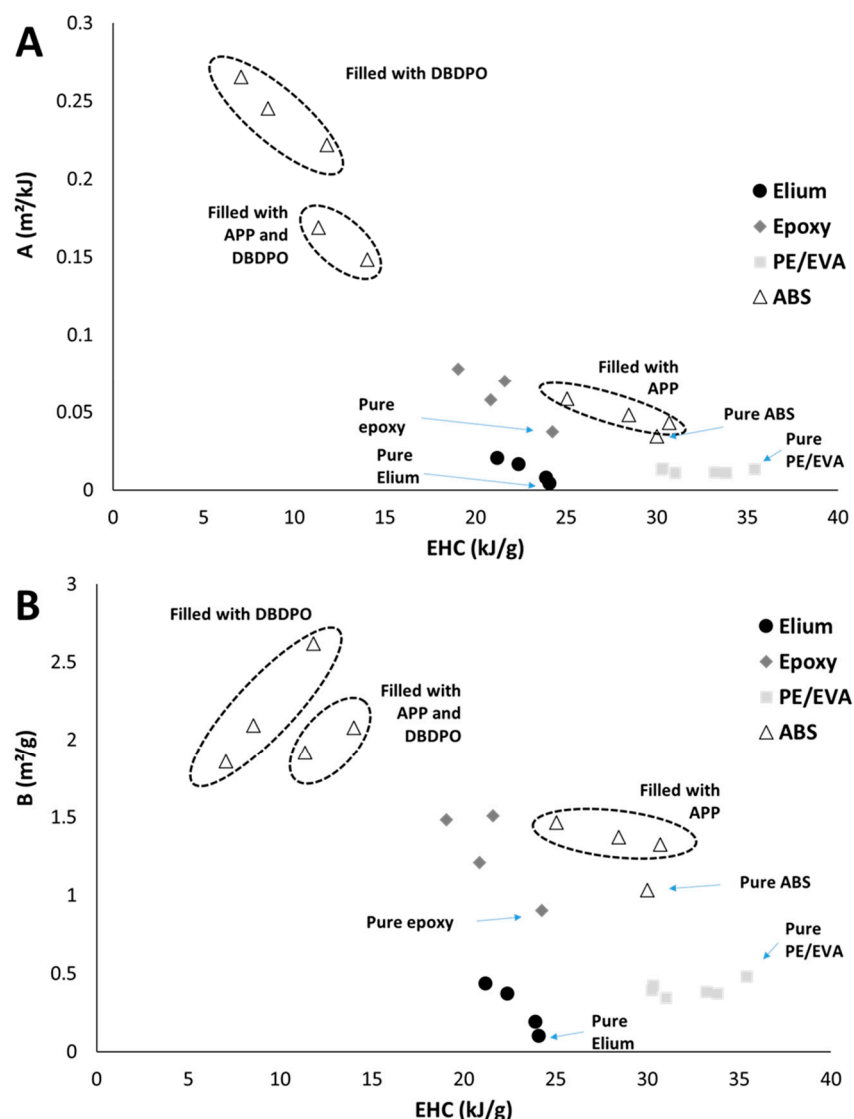 A
0.3
0.25
0.2
0.15
0.1
0.05
0
A (m²/kJ)
Filled with DBDPO
Filled with
APP and
DBDPO
Filled with
APP
Pure
epoxy
Pure
Elium
Pure ABS
Pure
PE/EVA
Elium
Epoxy
PE/EVA
ABS
0 5 10 15 20 25 30 35 40
EHC (kJ/g)
B
3
2.5
2
1.5
1
0.5
0
B (m²/g)
Filled with DBDPO
Filled with
APP and
DBDPO
Filled with
APP
Pure ABS
Pure epoxy
Pure
PE/EVA
Pure
Elium
Elium
Epoxy
PE/EVA
ABS
0 5 10 15 20 25 30 35 40
EHC (kJ/g)